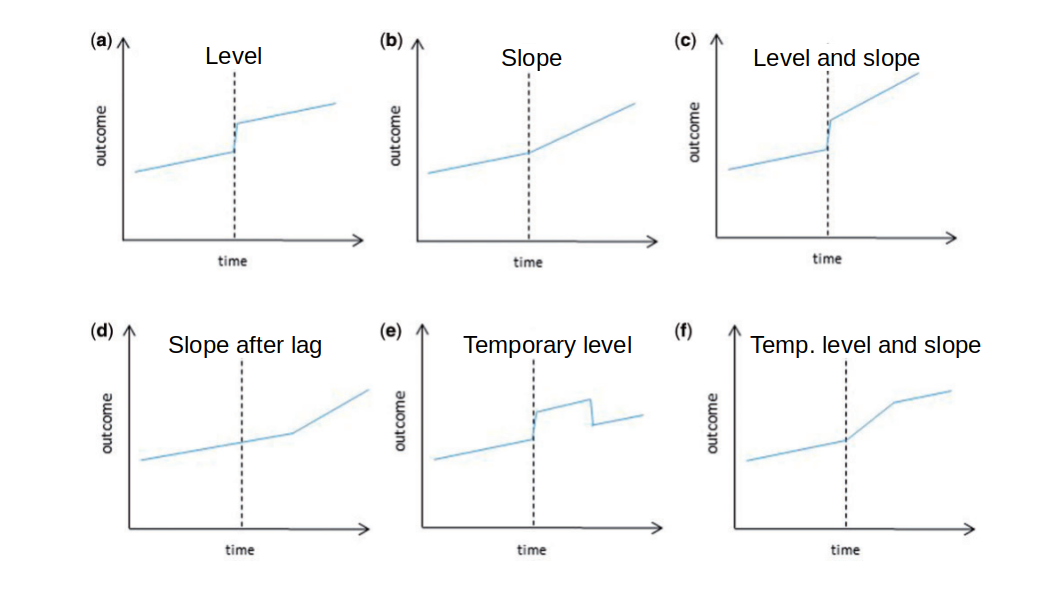 (a)
Level
outcome
time
(b)
Slope
outcome
time
(c)
Level and slope
outcome
time
(d)
Slope after lag
outcome
time
(e)
Temporary level
outcome
time
(f)
Temp. level and slope
outcome
time